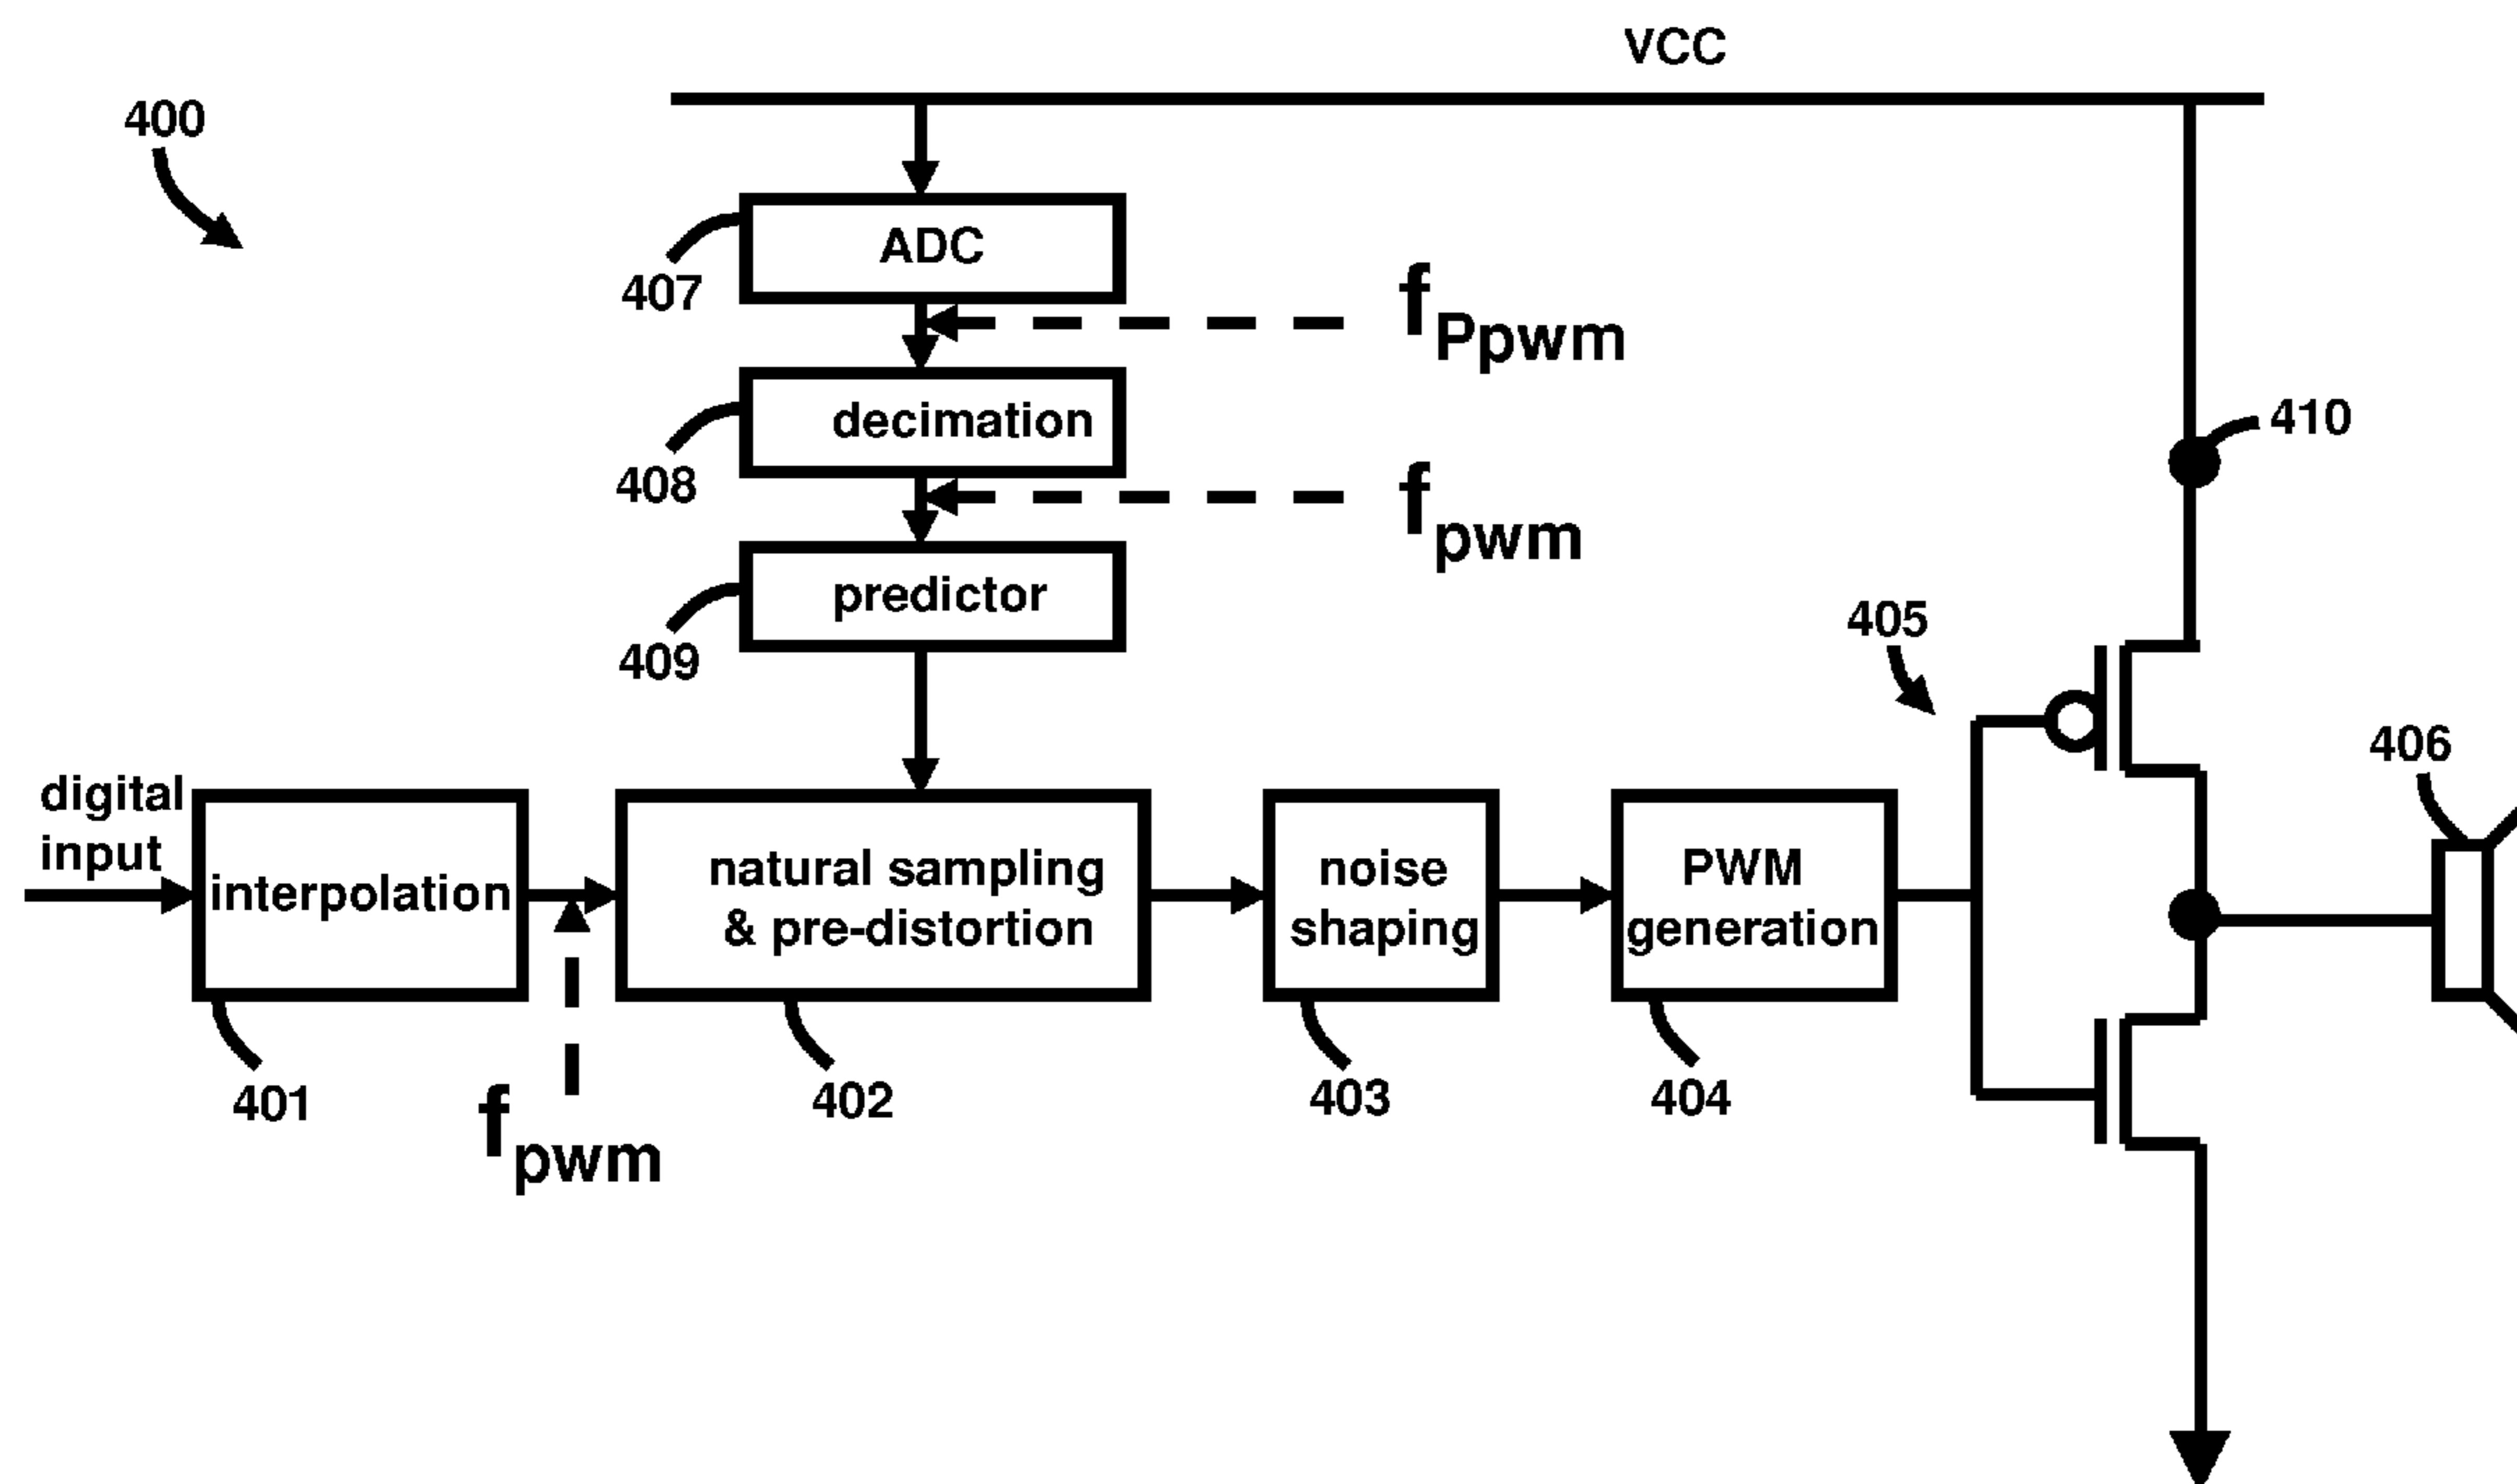 VCC
400
ADC
407
fPpwm
decimation
410
408
fpwm
predictor
405
409
406
digital
input
interpolation
natural sampling
& pre-distortion
noise
shaping
PWM
generation
401
402
403
404
fpwm